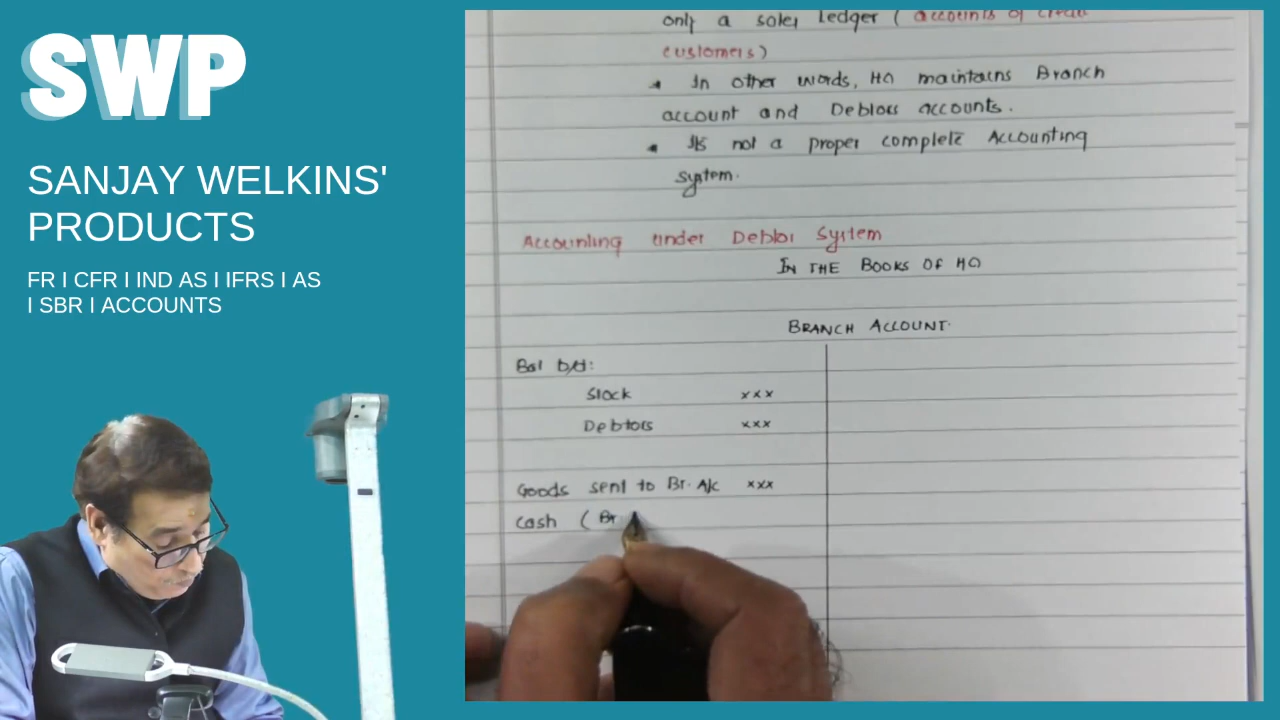 SWP
SANJAY WELKINS'
PRODUCTS
FR I CFR I IND AS I IFRS I AS
I SBR I ACCOUNTS
only a sales Ledger ( accounts of credit
customers)
In other words, HO maintains Branch
account and Debtors accounts.
Its not a proper complete Accounting
system.
Accounting under Debtor System
IN THE BOOKS OF HO
BRANCH ACCOUNT
Bal b/d:
Stock xxx
Debtors xxx
Goods sent to Br. A/c xxx
Cash ( Br